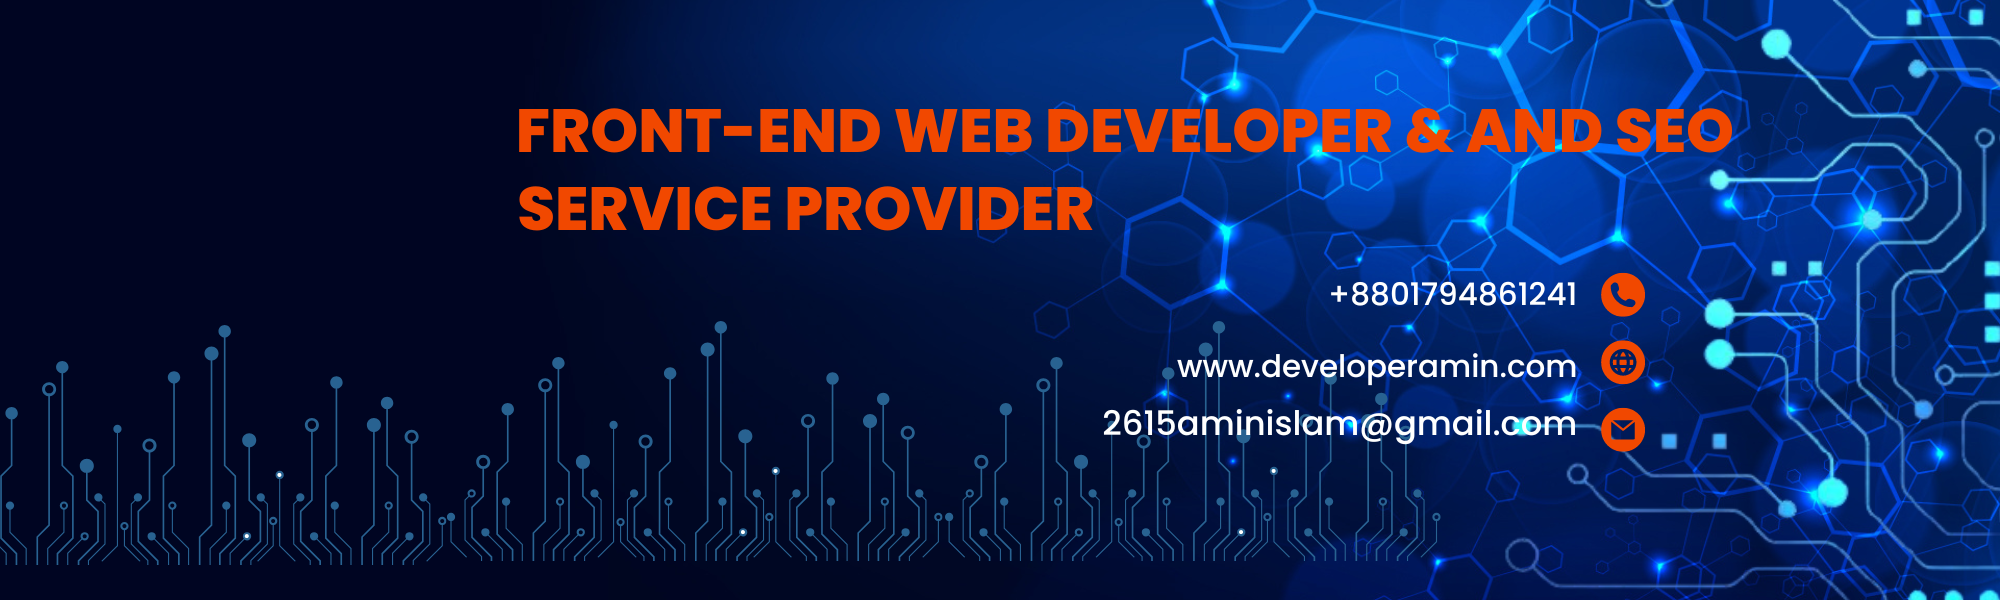 FRONT-END WEB DEVELOPER & AND SEO
SERVICE PROVIDER
+8801794861241
www.developeramin.com
2615aminislam@gmail.com